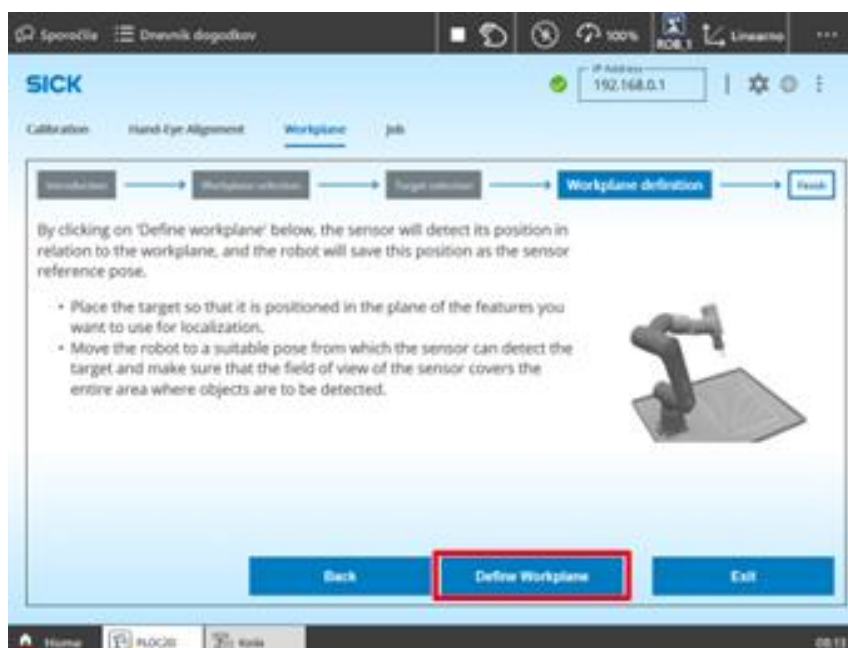 Sporočila Dnevnik dogodkov 100% ROB_1 Linearno
SICK
IP Address
192.168.0.1
Calibration Hand-Eye Alignment Workplane Job
Introduction Workplane selection Target selection Workplane definition Finish
By clicking on 'Define workplane' below, the sensor will detect its position in
relation to the workplane, and the robot will save this position as the sensor
reference pose.
• Place the target so that it is positioned in the plane of the features you
want to use for localization.
• Move the robot to a suitable pose from which the sensor can detect the
target and make sure that the field of view of the sensor covers the
entire area where objects are to be detected.
Back Define Workplane Exit
Home PLOC2D Koda 08:11